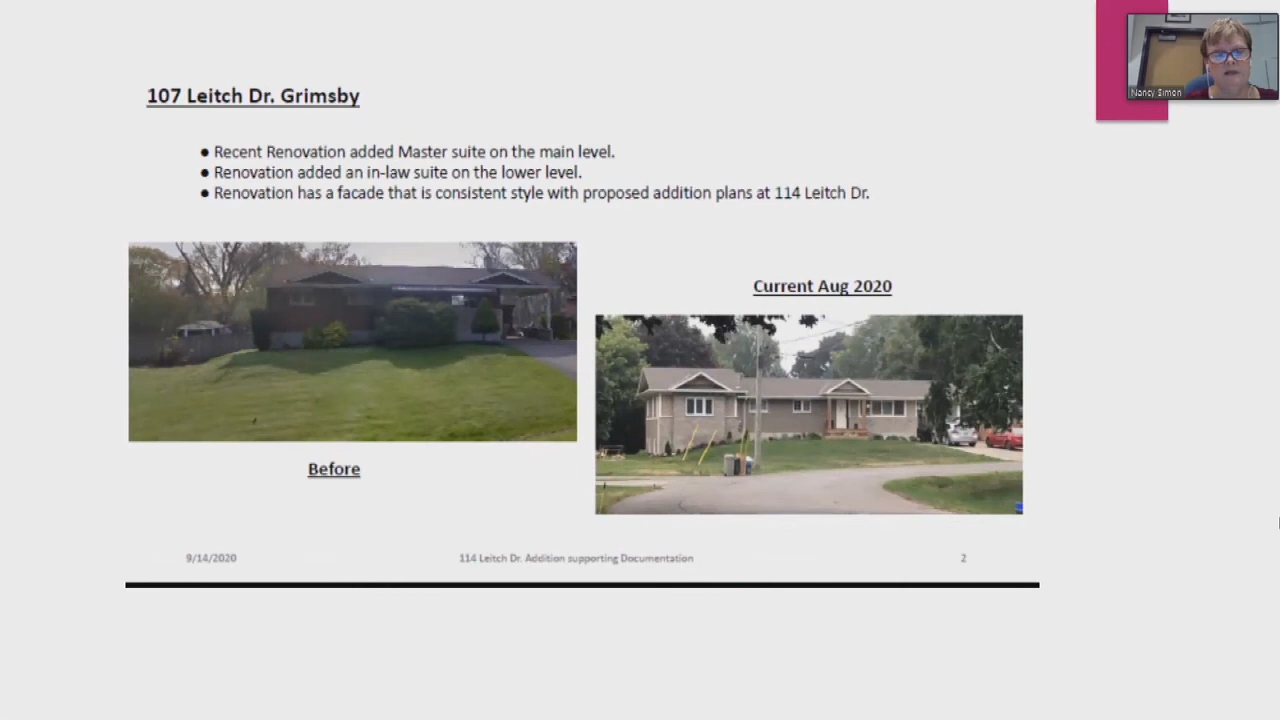 Nancy Simon
107 Leitch Dr. Grimsby
● Recent Renovation added Master suite on the main level.
● Renovation added an in-law suite on the lower level.
● Renovation has a facade that is consistent style with proposed addition plans at 114 Leitch Dr.
Current Aug 2020
Before
9/14/2020 114 Leitch Dr. Addition supporting Documentation 2